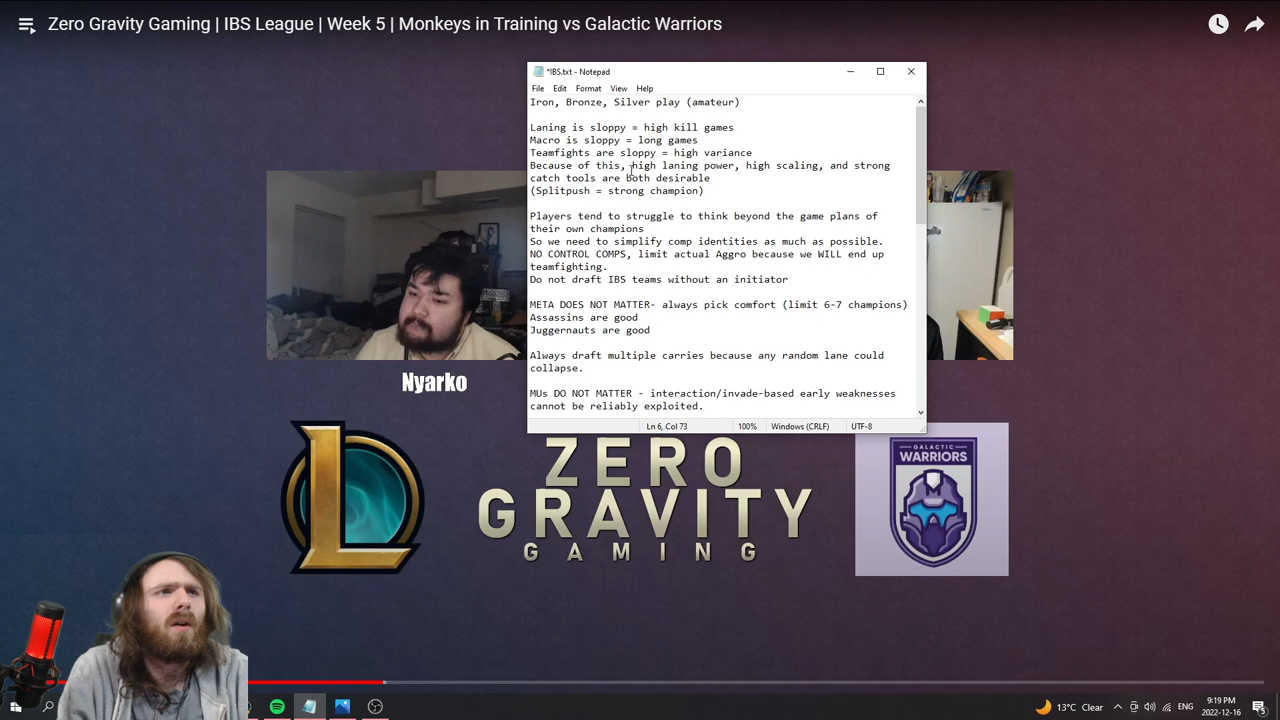 Zero Gravity Gaming | IBS League | Week 5 | Monkeys in Training vs Galactic Warriors
*IBS.txt - Notepad
File Edit Format View Help
Iron, Bronze, Silver play (amateur)
Laning is sloppy = high kill games
Macro is sloppy = long games
Teamfights are sloppy = high variance
Because of this, high laning power, high scaling, and strong
catch tools are both desirable
(Splitpush = strong champion)
Players tend to struggle to think beyond the game plans of
their own champions
So we need to simplify comp identities as much as possible.
NO CONTROL COMPS, limit actual Aggro because we WILL end up
teamfighting.
Do not draft IBS teams without an initiator
META DOES NOT MATTER- always pick comfort (limit 6-7 champions)
Assassins are good
Juggernauts are good
Always draft multiple carries because any random lane could
collapse.
MUs DO NOT MATTER - interaction/invade-based early weaknesses
cannot be reliably exploited.
Ln 6, Col 73 100% Windows (CRLF) UTF-8
Nyarko
ZERO
GRAVITY
GAMING
GALACTIC
WARRIORS
13°C Clear ENG 9:19 PM
2022-12-16
5